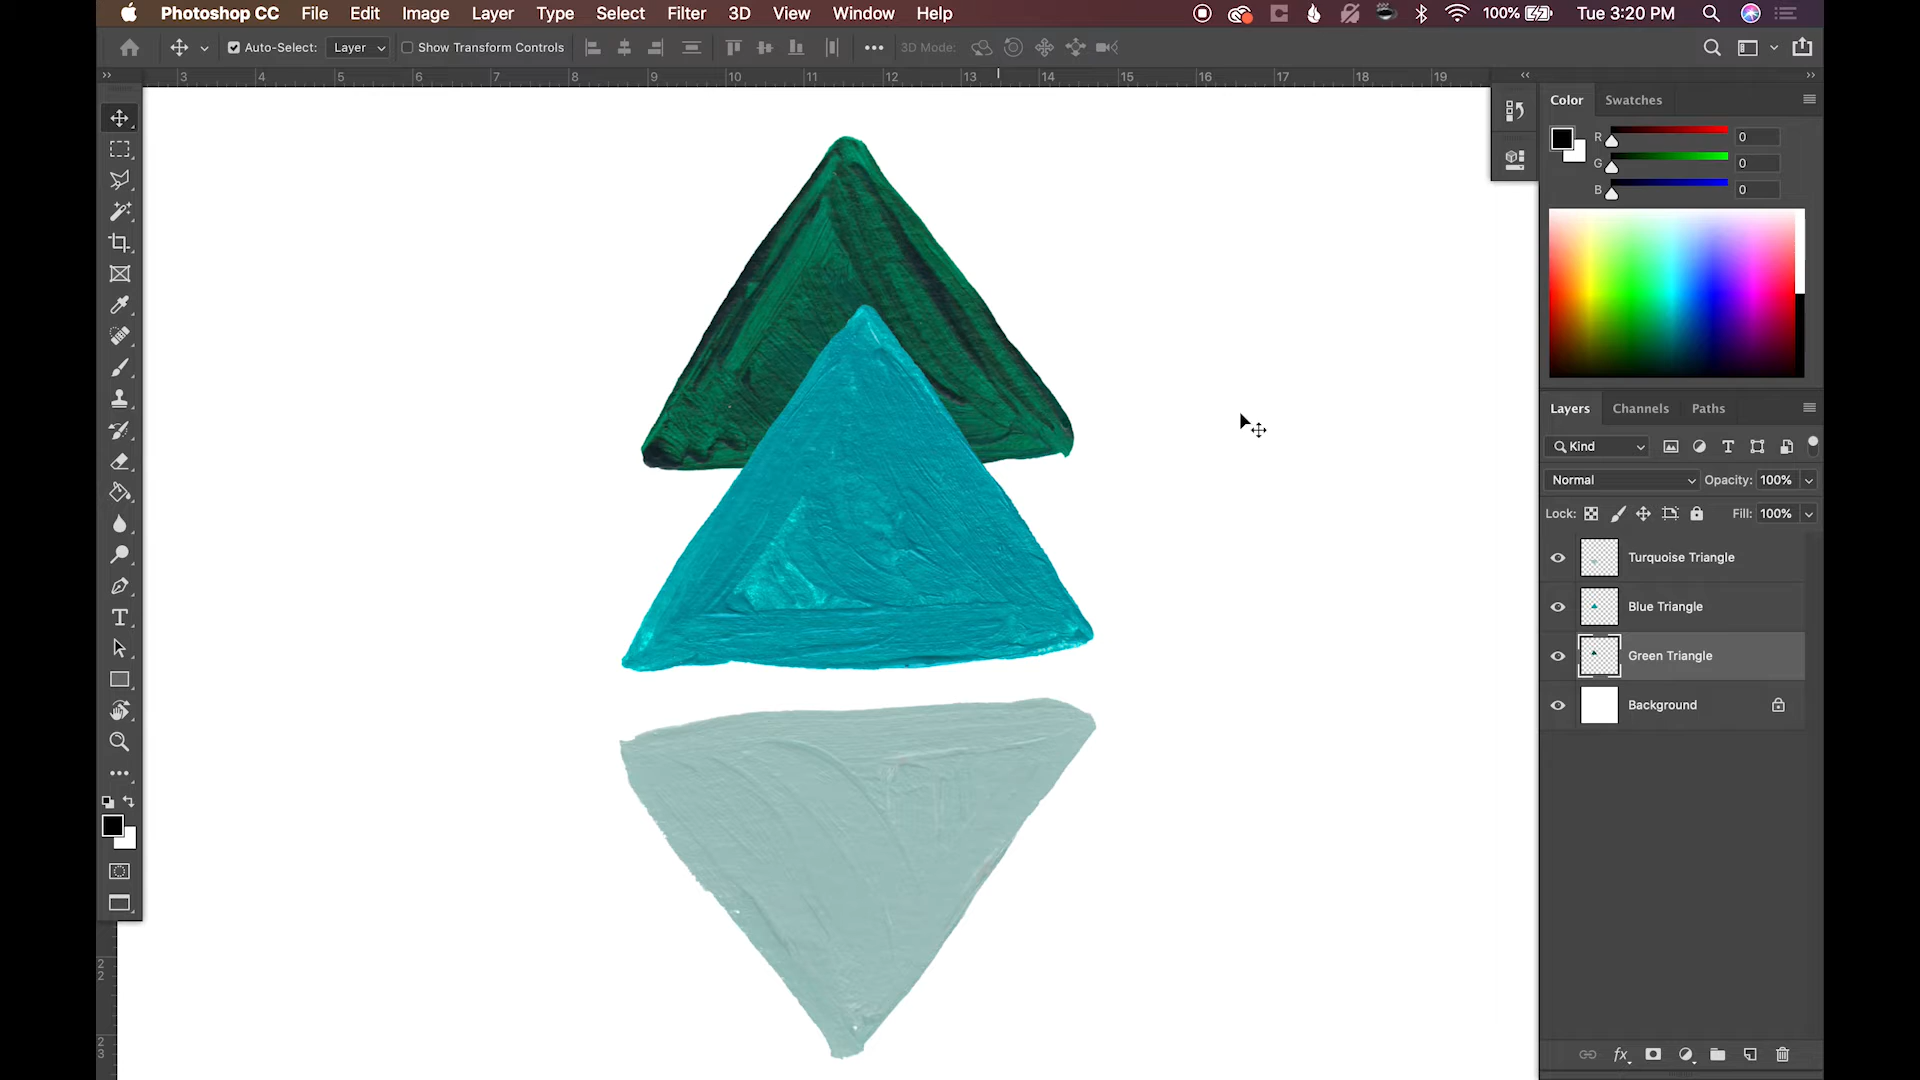 Photoshop CC File Edit Image Layer Type Select Filter 3D View Window Help 100% Tue 3:20 PM
Auto-Select: Layer Show Transform Controls 3D Mode:
3 4 5 6 7 8 9 10 11 12 13 14 15 16 17 18 19
Color Swatches
R 0
G 0
B 0
Layers Channels Paths
Kind
Normal Opacity: 100%
Lock: Fill: 100%
Turquoise Triangle
Blue Triangle
Green Triangle
Background
22
23
fx